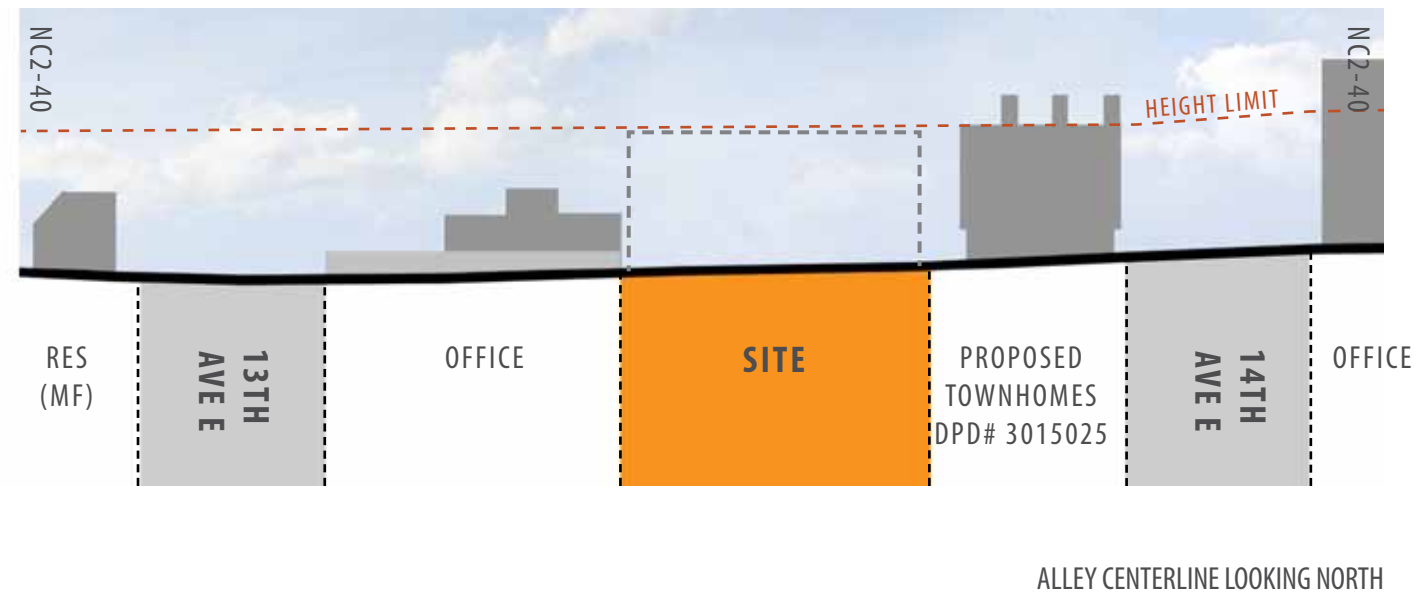 NC2-40
NC2-40
HEIGHT LIMIT
RES
(MF)
13TH
AVE E
OFFICE
SITE
PROPOSED
TOWNHOMES
DPD# 3015025
14TH
AVE E
OFFICE
ALLEY CENTERLINE LOOKING NORTH